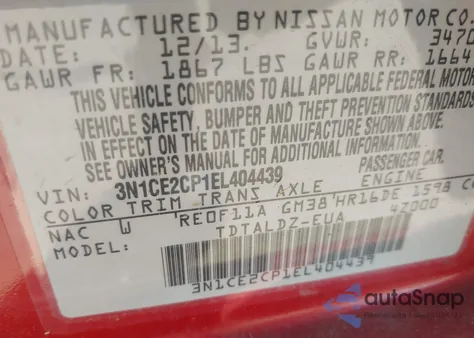 MANUFACTURED BY NISSAN MOTOR CO.
DATE: 12/13. GVWR: 3470
GAWR FR: 1867 LBS GAWR RR: 1664
THIS VEHICLE CONFORMS TO ALL APPLICABLE FEDERAL MOTOR
VEHICLE SAFETY, BUMPER AND THEFT PREVENTION STANDARDS
IN EFFECT ON THE DATE OF MANUFACTURE
SEE OWNER'S MANUAL FOR ADDITIONAL INFORMATION.
VIN: 3N1CE2CP1EL404439 PASSENGER CAR
COLOR TRIM TRANS AXLE ENGINE
NAC W RE0F11A GM38 HR16DE 1598 C
MODEL: TDTALDZ-EUA 4Z000
3N1CE2CP1EL404439
autoSnap